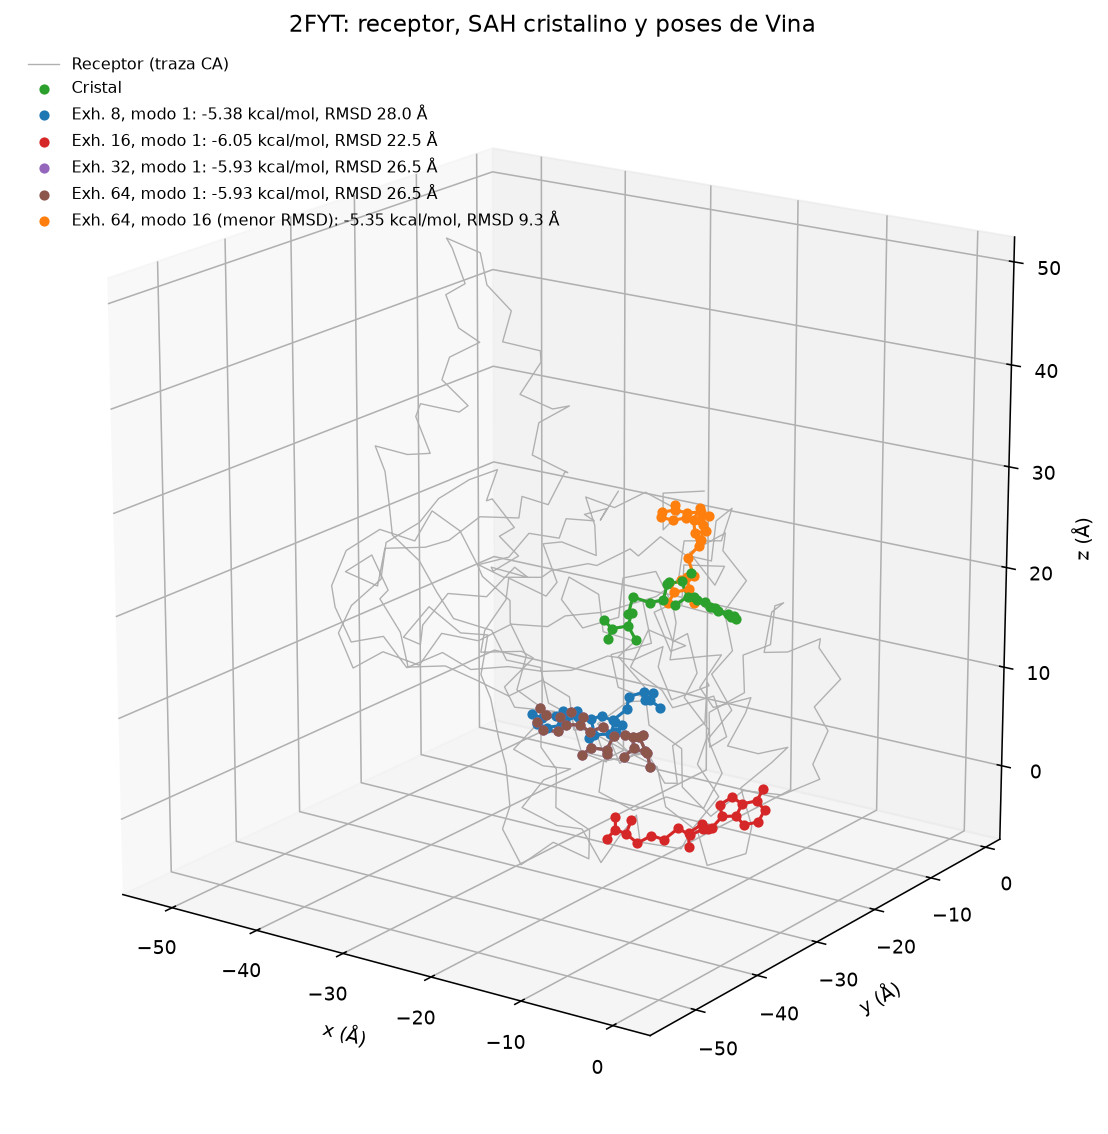 2FYT: receptor, SAH cristalino y poses de Vina
Receptor (traza CA)
Cristal
Exh. 8, modo 1: -5.38 kcal/mol, RMSD 28.0 Å
Exh. 16, modo 1: -6.05 kcal/mol, RMSD 22.5 Å
Exh. 32, modo 1: -5.93 kcal/mol, RMSD 26.5 Å
Exh. 64, modo 1: -5.93 kcal/mol, RMSD 26.5 Å
Exh. 64, modo 16 (menor RMSD): -5.35 kcal/mol, RMSD 9.3 Å
50
40
30
20
10
0
z (Å)
0
−10
−20
−30
−40
−50
y (Å)
−50
−40
−30
−20
−10
0
x (Å)